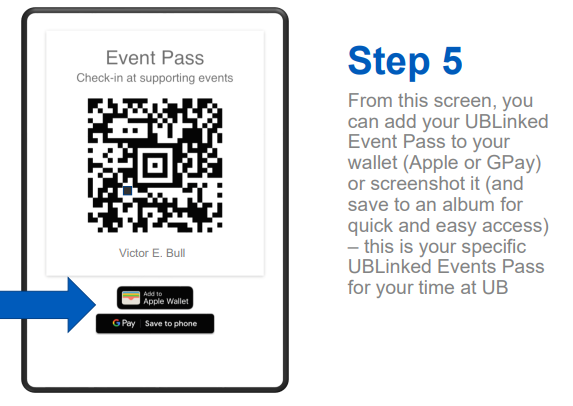 Event Pass
Check-in at supporting events
Victor E. Bull
Add to
Apple Wallet
G Pay | Save to phone
Step 5
From this screen, you
can add your UBLinked
Event Pass to your
wallet (Apple or GPay)
or screenshot it (and
save to an album for
quick and easy access)
– this is your specific
UBLinked Events Pass
for your time at UB